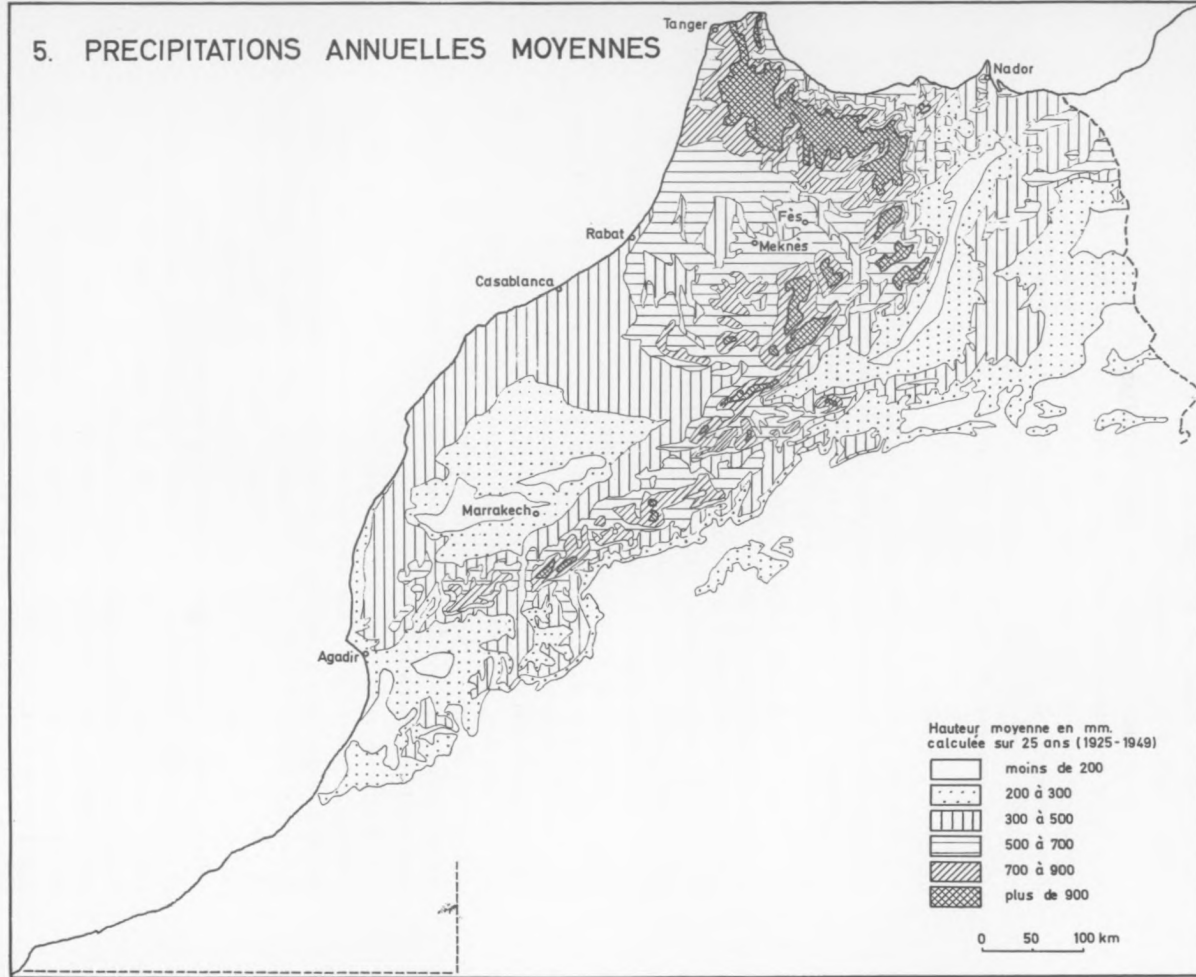 5. PRECIPITATIONS ANNUELLES MOYENNES
Tanger
Nador
Fès
Rabat
Meknès
Casablanca
Marrakech
Agadir
Hauteur moyenne en mm.
calculée sur 25 ans (1925-1949)
moins de 200
200 à 300
300 à 500
500 à 700
700 à 900
plus de 900
0 50 100 km